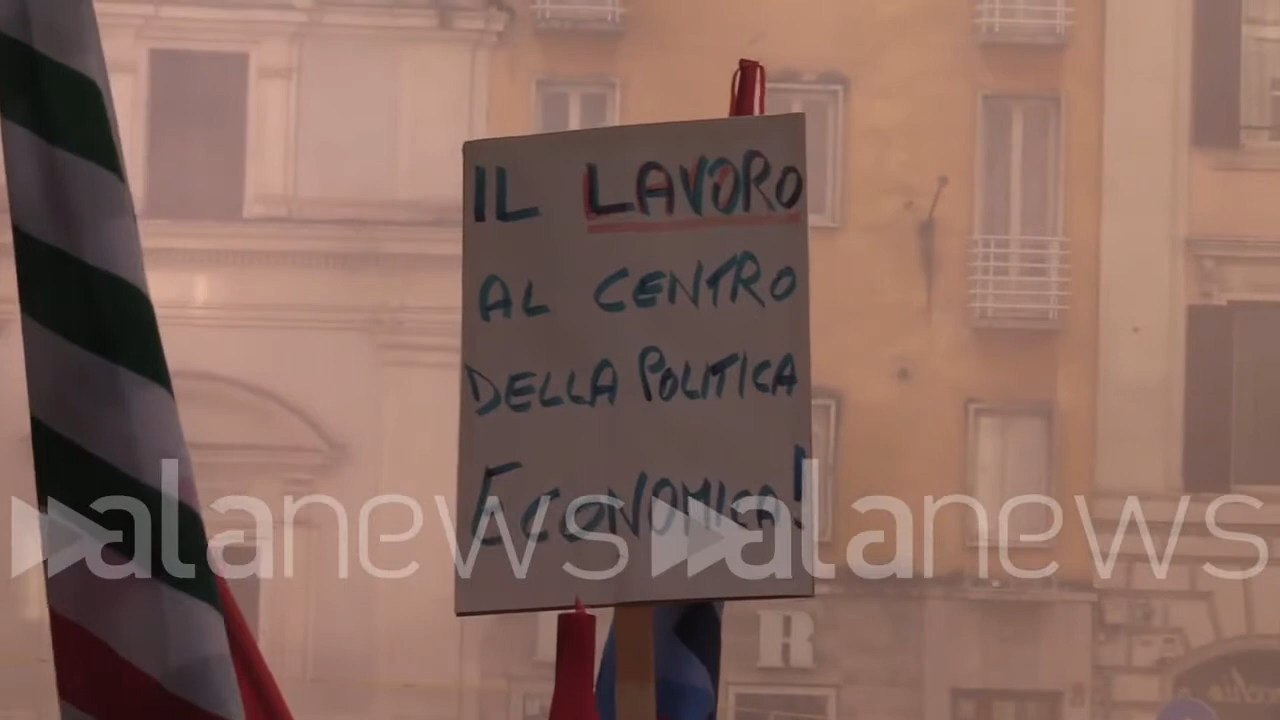 IL LAVORO
AL CENTRO
DELLA POLITICA
ECONOMICA!
alanews alanews
R